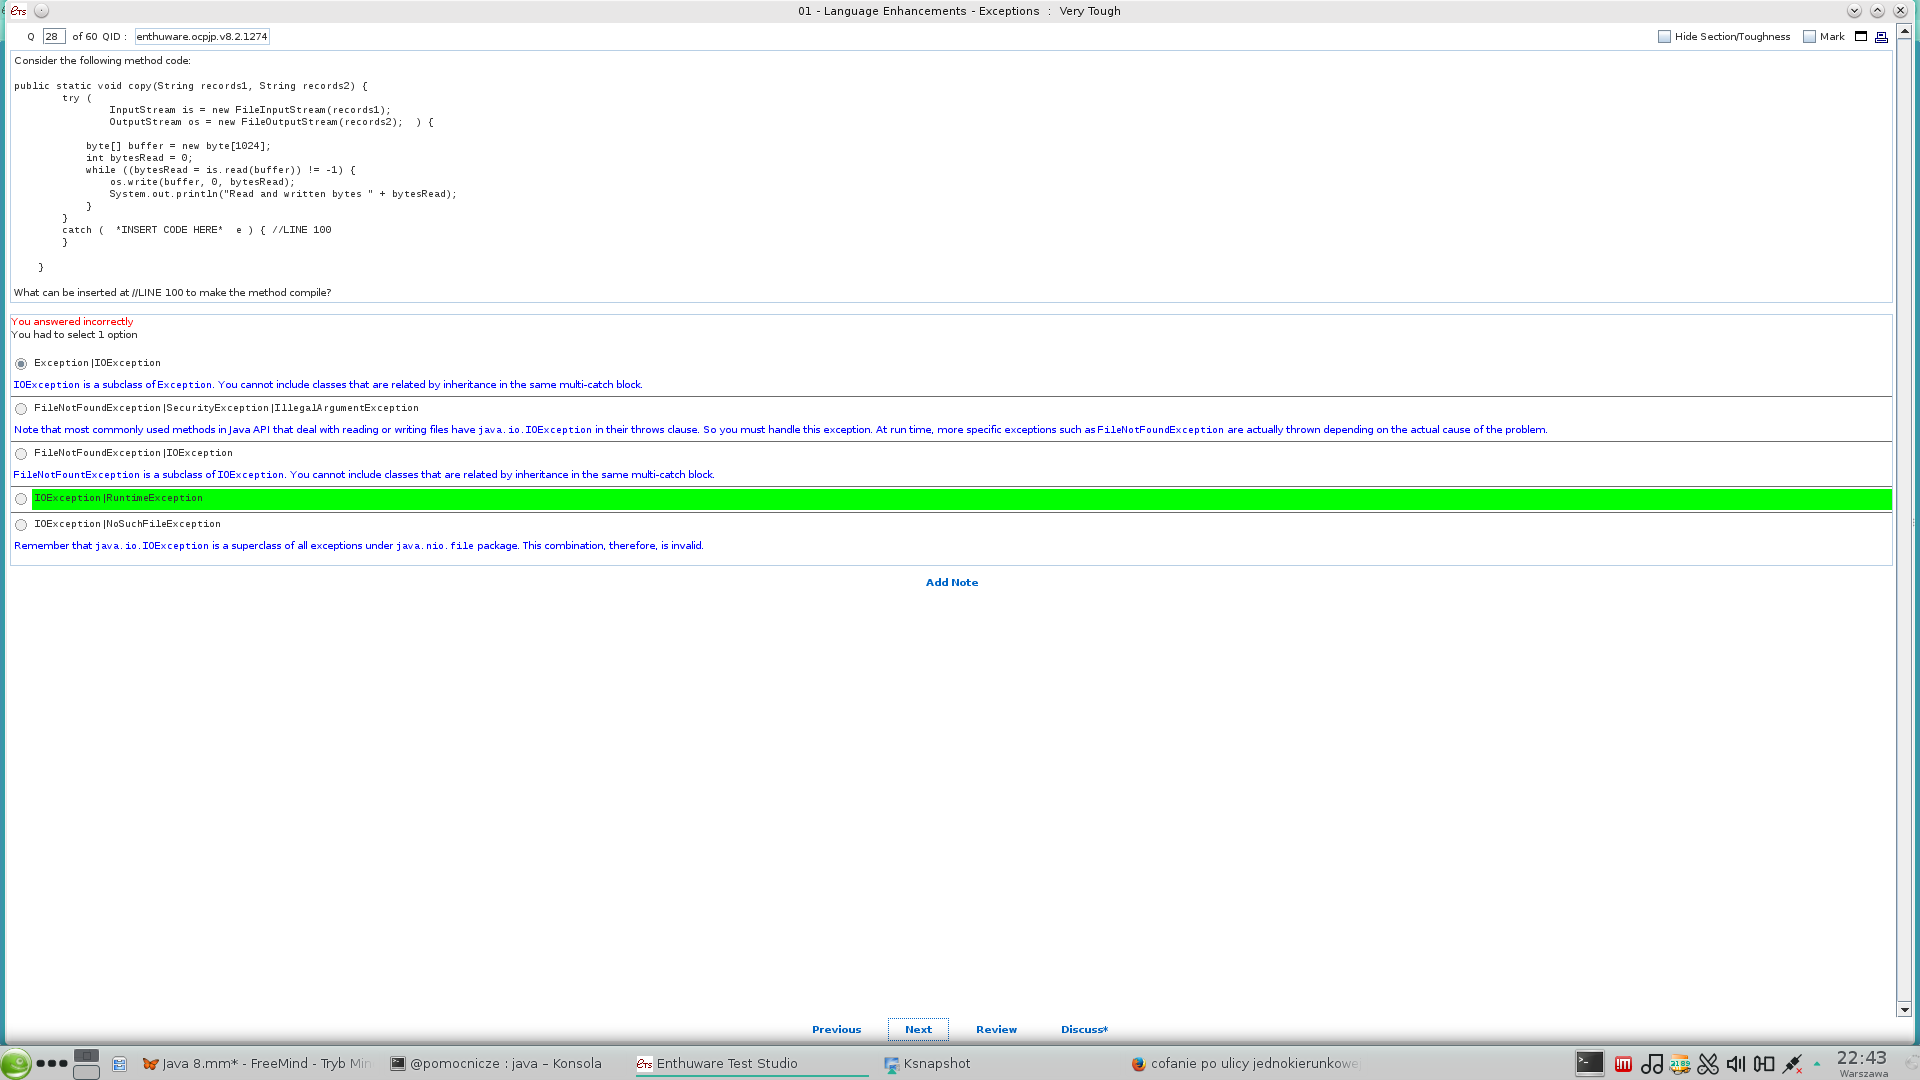 ETS
01 - Language Enhancements - Exceptions : Very Tough
Q 28 of 60 QID : enthuware.ocpjp.v8.2.1274
Hide Section/Toughness Mark
Consider the following method code:
public static void copy(String records1, String records2) {
try (
InputStream is = new FileInputStream(records1);
OutputStream os = new FileOutputStream(records2); ) {
byte[] buffer = new byte[1024];
int bytesRead = 0;
while ((bytesRead = is.read(buffer)) != -1) {
os.write(buffer, 0, bytesRead);
System.out.println("Read and written bytes " + bytesRead);
}
}
catch ( *INSERT CODE HERE* e ) { //LINE 100
}
}
What can be inserted at //LINE 100 to make the method compile?
You answered incorrectly
You had to select 1 option
Exception|IOException
IOException is a subclass of Exception. You cannot include classes that are related by inheritance in the same multi-catch block.
FileNotFoundException|SecurityException|IllegalArgumentException
Note that most commonly used methods in Java API that deal with reading or writing files have java.io.IOException in their throws clause. So you must handle this exception. At run time, more specific exceptions such as FileNotFoundException are actually thrown depending on the actual cause of the problem.
FileNotFoundException|IOException
FileNotFountException is a subclass of IOException. You cannot include classes that are related by inheritance in the same multi-catch block.
IOException|RuntimeException
IOException|NoSuchFileException
Remember that java.io.IOException is a superclass of all exceptions under java.nio.file package. This combination, therefore, is invalid.
Add Note
Previous Next Review Discuss*
Java 8.mm* - FreeMind - Tryb Min
@pomocnicze : java – Konsola
ETS Enthuware Test Studio
Ksnapshot
cofanie po ulicy jednokierunkowe
22:43
Warszawa